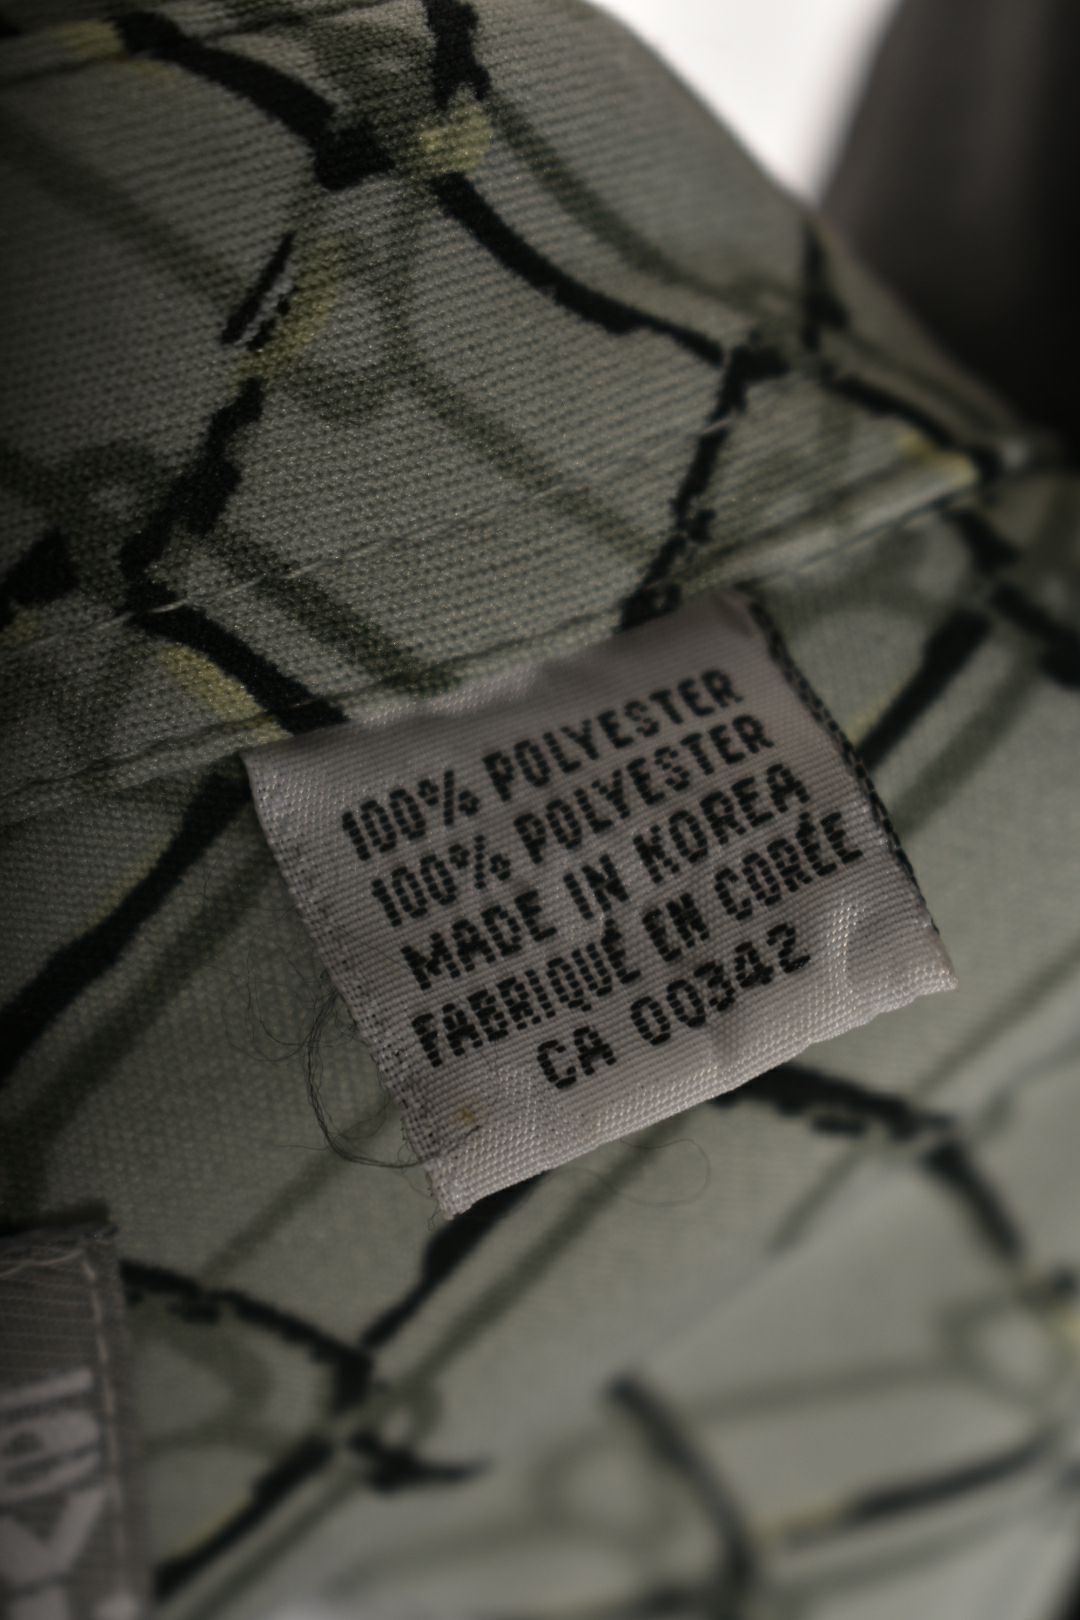 100% POLYESTER
100% POLYESTER
MADE IN KOREA
FABRIQUÉ EN CORÉE
CA 00342